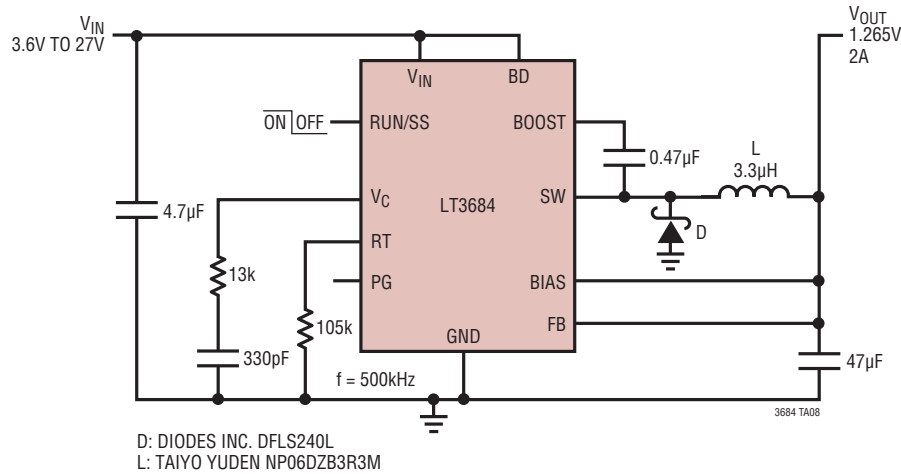 VIN
3.6V TO 27V
VOUT
1.265V
2A
VIN
BD
ON OFF
RUN/SS
BOOST
0.47µF
L
3.3µH
4.7µF
VC
LT3684
SW
D
RT
13k
PG
BIAS
105k
FB
GND
330pF
47µF
f = 500kHz
3684 TA08
D: DIODES INC. DFLS240L
L: TAIYO YUDEN NP06DZB3R3M